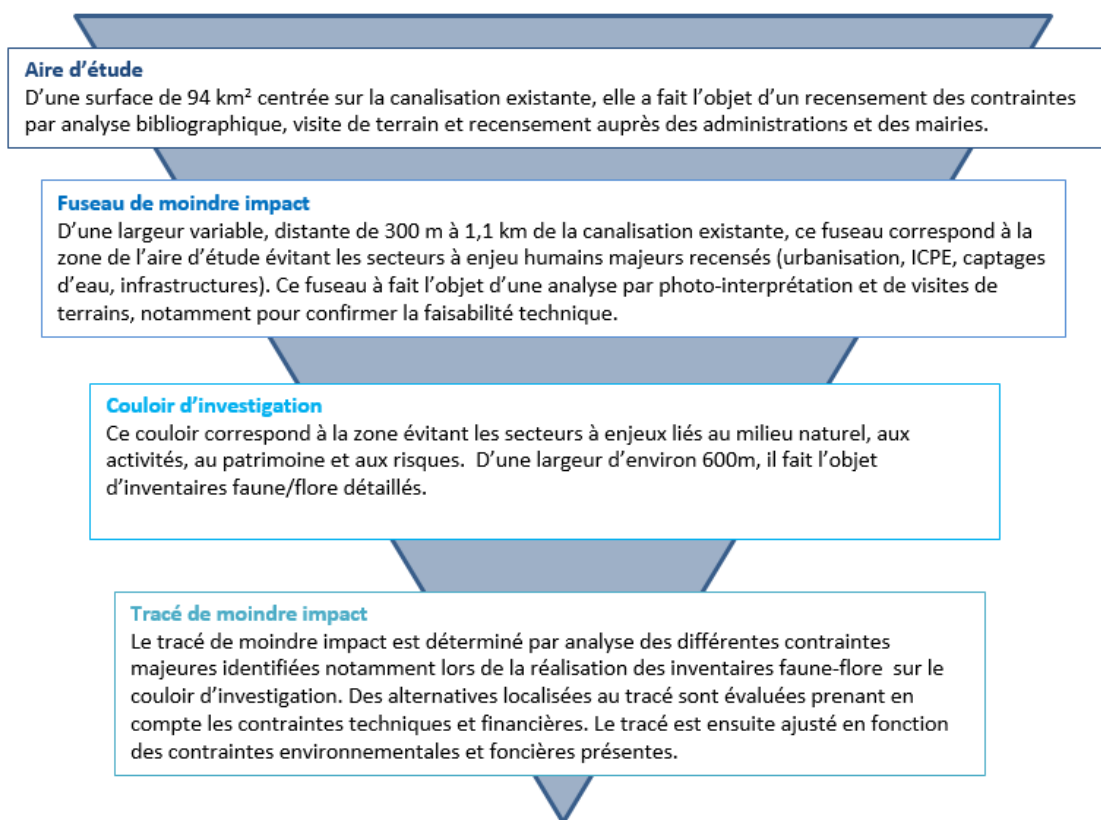 Aire d’étude
D’une surface de 94 km² centrée sur la canalisation existante, elle a fait l’objet d’un recensement des contraintes
par analyse bibliographique, visite de terrain et recensement auprès des administrations et des mairies.
Fuseau de moindre impact
D’une largeur variable, distante de 300 m à 1,1 km de la canalisation existante, ce fuseau correspond à la
zone de l’aire d’étude évitant les secteurs à enjeu humains majeurs recensés (urbanisation, ICPE, captages
d’eau, infrastructures). Ce fuseau à fait l’objet d’une analyse par photo-interprétation et de visites de
terrains, notamment pour confirmer la faisabilité technique.
Couloir d’investigation
Ce couloir correspond à la zone évitant les secteurs à enjeux liés au milieu naturel, aux
activités, au patrimoine et aux risques.  D’une largeur d’environ 600m, il fait l’objet
d’inventaires faune/flore détaillés.
Tracé de moindre impact
Le tracé de moindre impact est déterminé par analyse des différentes contraintes
majeures identifiées notamment lors de la réalisation des inventaires faune-flore  sur le
couloir d’investigation. Des alternatives localisées au tracé sont évaluées prenant en
compte les contraintes techniques et financières. Le tracé est ensuite ajusté en fonction
des contraintes environnementales et foncières présentes.